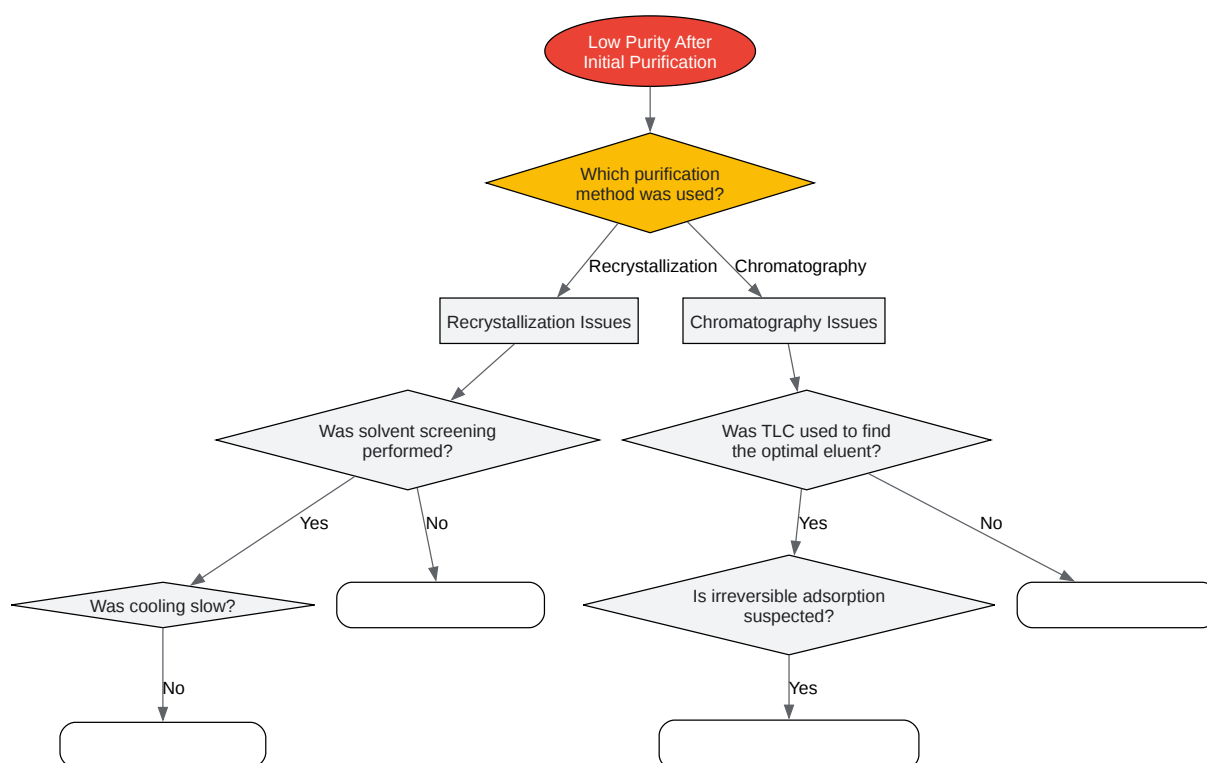 Low Purity After
Initial Purification
Which purification
method was used?
Recrystallization
Chromatography
Recrystallization Issues
Chromatography Issues
Was solvent screening
performed?
Was TLC used to find
the optimal eluent?
Yes
No
Yes
No
Was cooling slow?
Is irreversible adsorption
suspected?
No
Yes